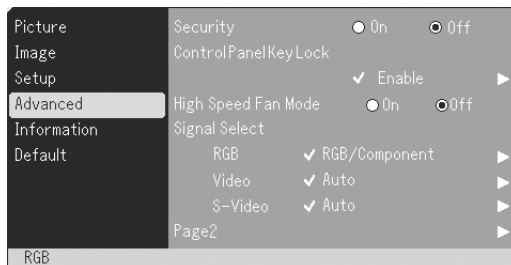 Picture
Image
Setup
Advanced
Information
Default
Security On Off
ControlPanelKeyLock
Enable
High Speed Fan Mode On Off
Signal Select
RGB RGB/Component
Video Auto
S-Video Auto
Page2
RGB